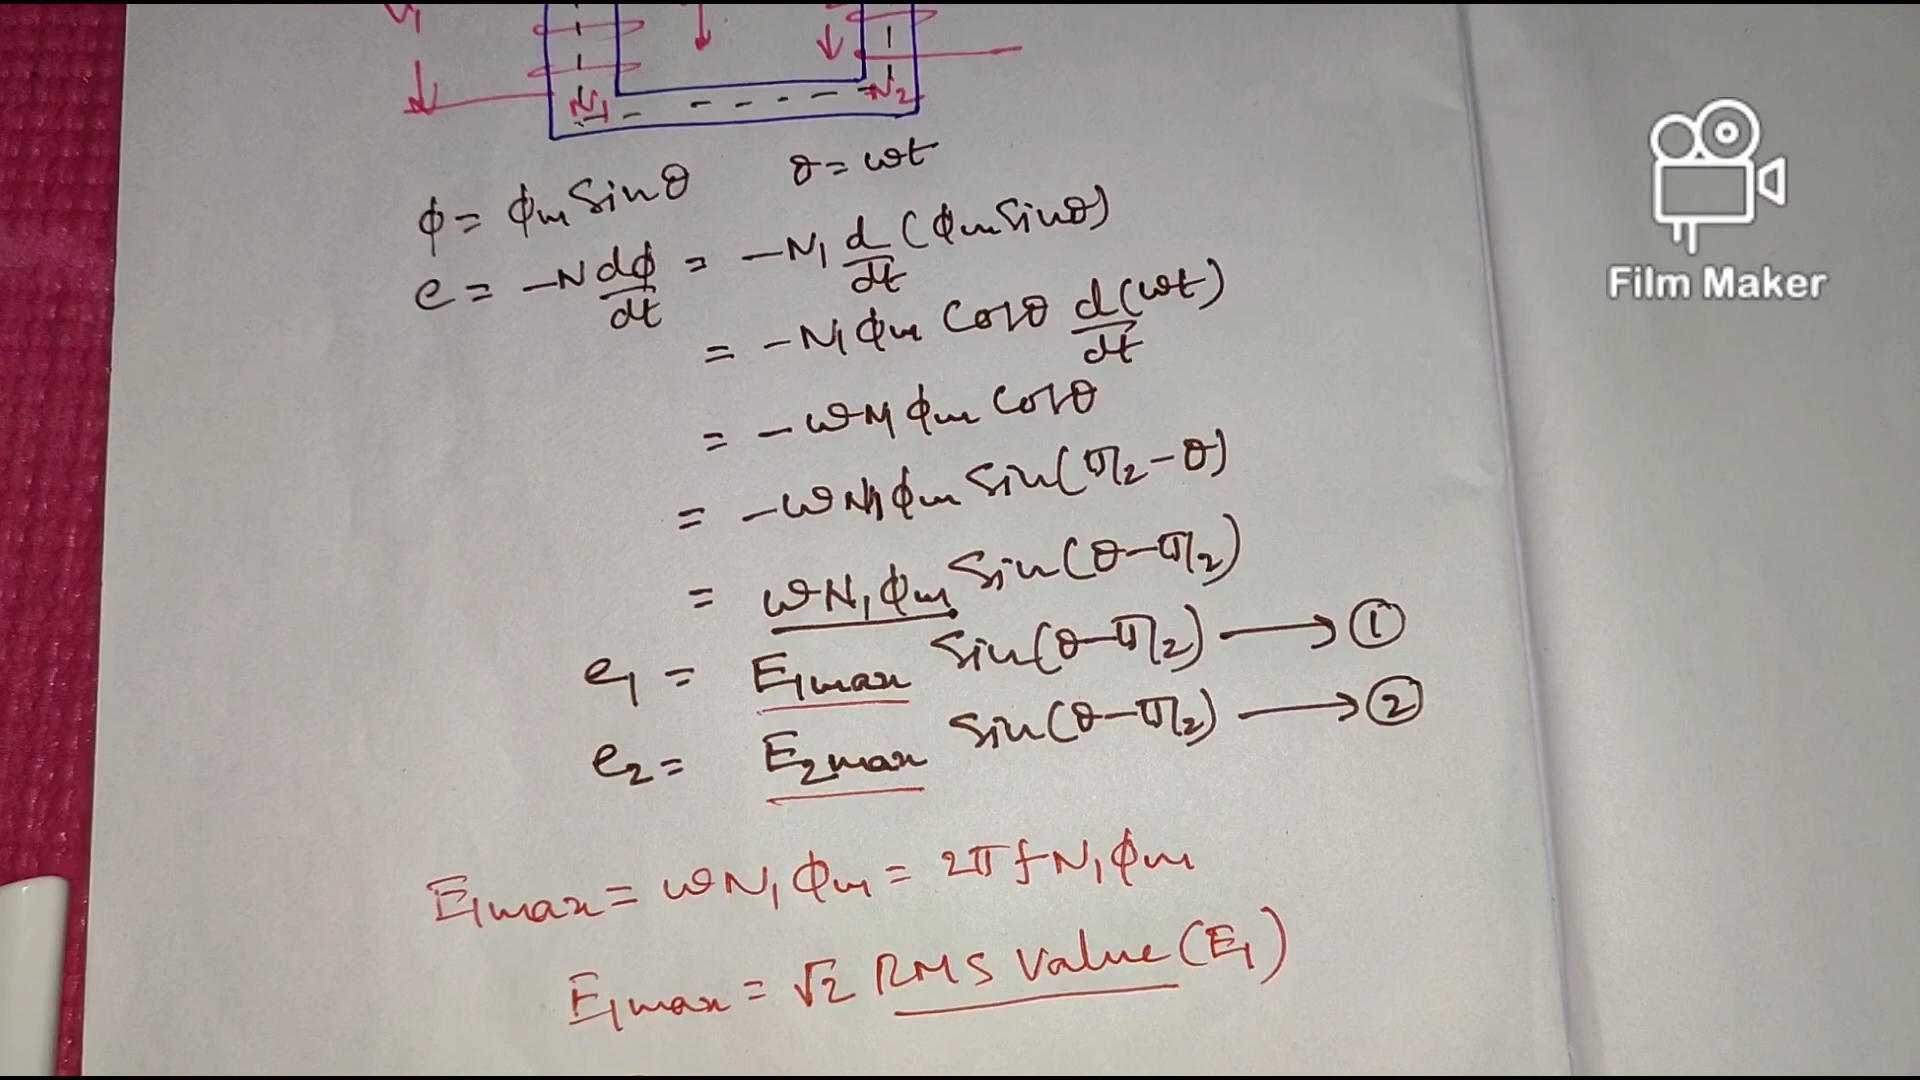 V1
N1 N2
ϕ = ϕm Sinθ θ = ωt
e = -N dϕ/dt = -N1 d/dt (ϕm Sinθ)
= -N1 ϕm Cosθ d(ωt)/dt
= -ωN1 ϕm Cosθ
= -ωN1 ϕm Sin(π/2-θ)
= ωN1 ϕm Sin(θ-π/2)
e1 = E1max Sin(θ-π/2) → ①
e2 = E2max Sin(θ-π/2) → ②
E1max = ωN1 ϕm = 2πfN1 ϕm
E1max = √2 RMS Value (E1)
Film Maker